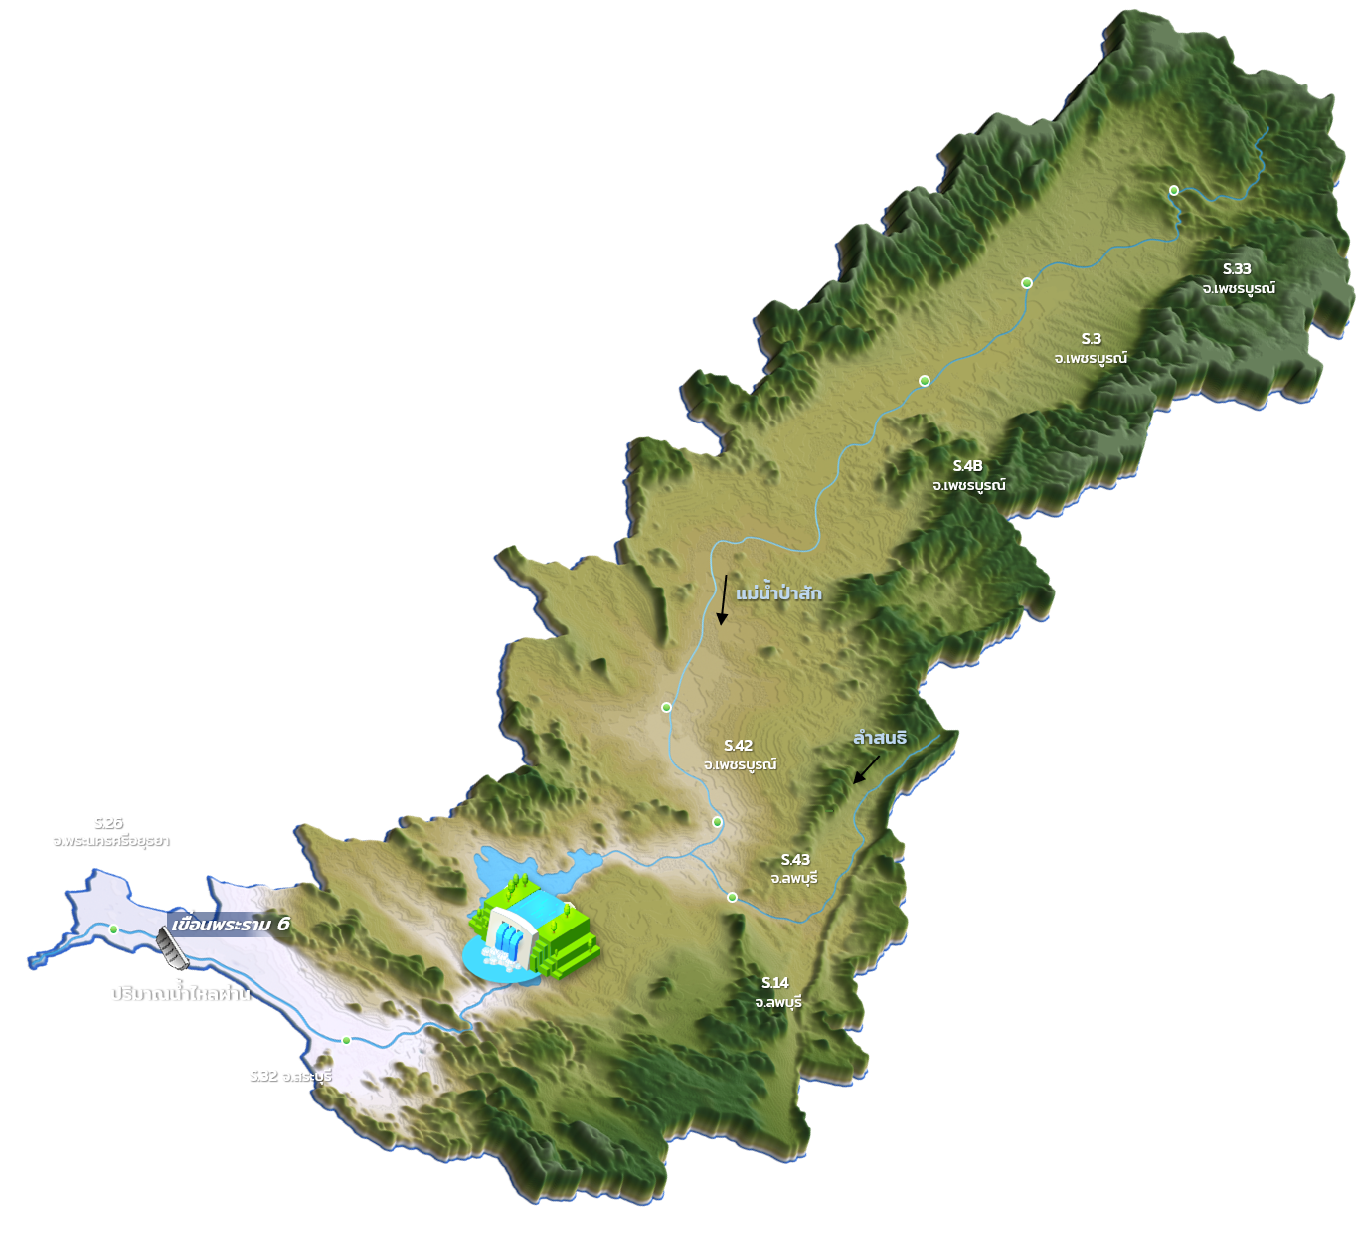 S.33
จ.เพชรบูรณ์
S.3
จ.เพชรบูรณ์
S.4B
จ.เพชรบูรณ์
แม่น้ำป่าสัก
ลำสนธิ
S.42
จ.เพชรบูรณ์
S.26
จ.พระนครศรีอยุธยา
S.43
จ.ลพบุรี
เขื่อนพระราม 6
ปริมาณน้ำไหลผ่าน
S.14
จ.ลพบุรี
S.32 จ.สระบุรี